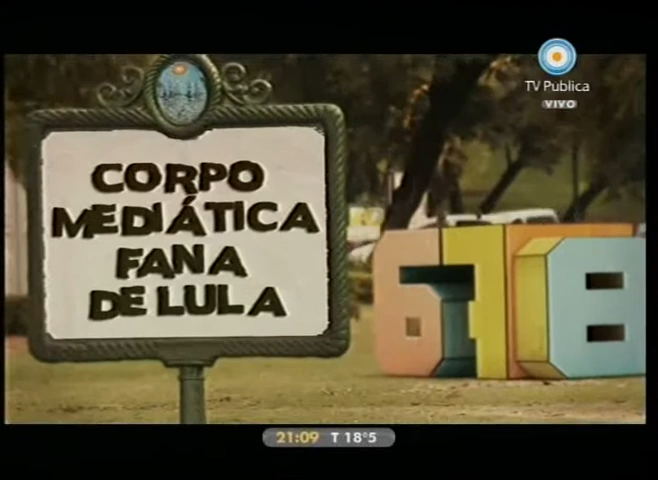 TV Publica
VIVO
CORPO
MEDIÁTICA
FANA
DE LULA
678
21:09 T 18°5